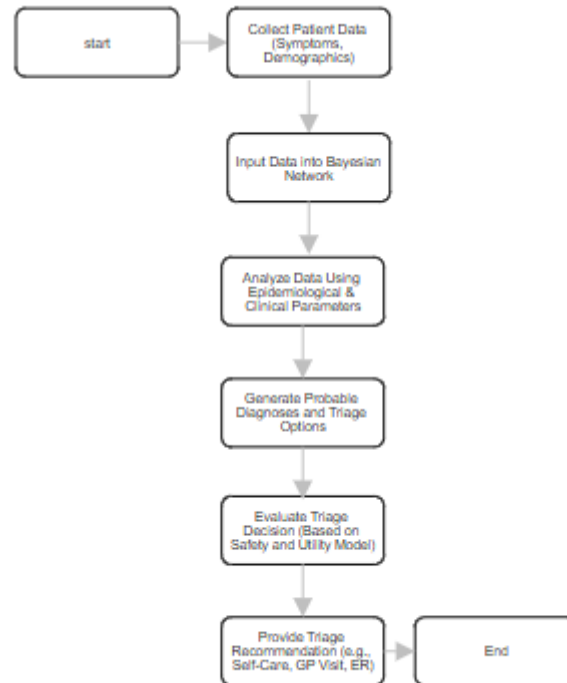 start
Collect Patient Data
(Symptoms,
Demographics)
Input Data into Bayesian
Network
Analyze Data Using
Epidemiological &
Clinical Parameters
Generate Probable
Diagnoses and Triage
Options
Evaluate Triage
Decision (Based on
Safety and Utility Model)
Provide Triage
Recommendation (e.g.,
Self-Care, GP Visit, ER)
End